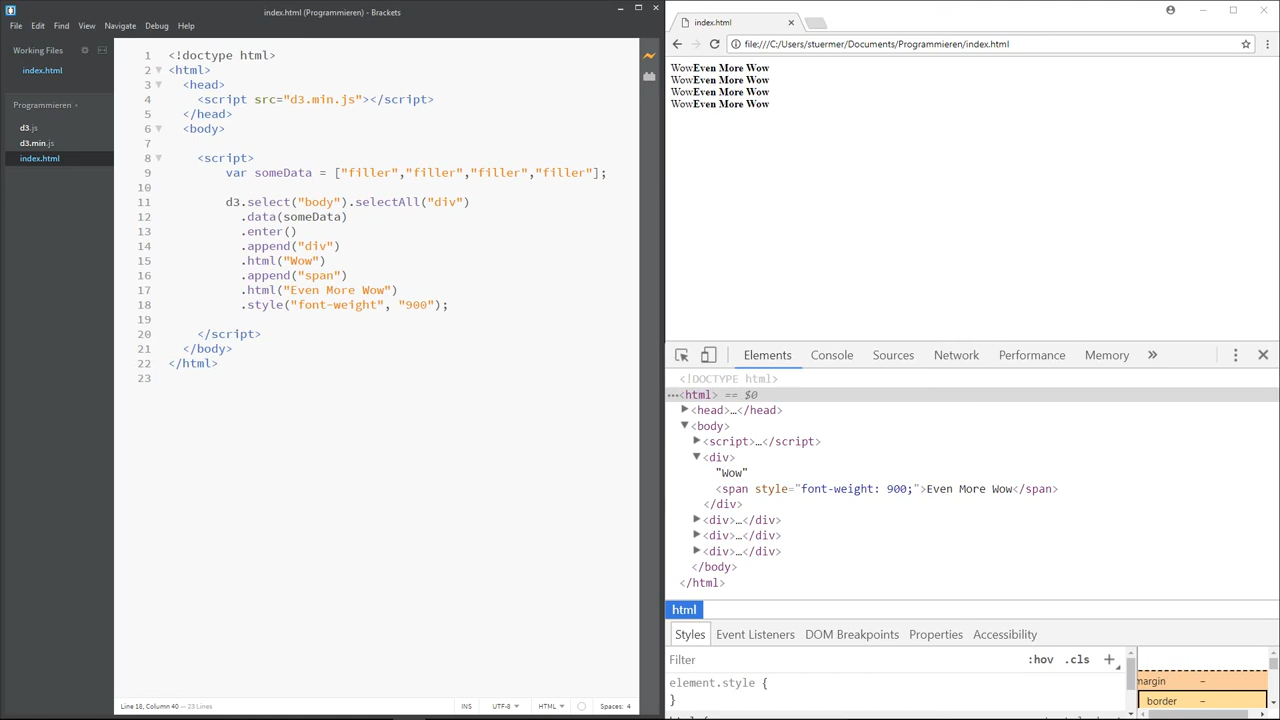 index.html (Programmieren) - Brackets
File Edit Find View Navigate Debug Help
Working Files
index.html
Programmieren
d3.js
d3.min.js
index.html
1 <!doctype html>
2 <html>
3 <head>
4 <script src="d3.min.js"></script>
5 </head>
6 <body>
7
8 <script>
9 var someData = ["filler","filler","filler","filler"];
10
11 d3.select("body").selectAll("div")
12 .data(someData)
13 .enter()
14 .append("div")
15 .html("Wow")
16 .append("span")
17 .html("Even More Wow")
18 .style("font-weight", "900");
19
20 </script>
21 </body>
22 </html>
23
Line 18, Column 40 — 23 Lines
INS UTF-8 HTML Spaces: 4
index.html
file:///C:/Users/stuermer/Documents/Programmieren/index.html
WowEven More Wow
WowEven More Wow
WowEven More Wow
WowEven More Wow
Elements Console Sources Network Performance Memory »
<!DOCTYPE html>
…<html> == $0
<head>…</head>
<body>
<script>…</script>
<div>
"Wow"
<span style="font-weight: 900;">Even More Wow</span>
</div>
<div>…</div>
<div>…</div>
<div>…</div>
</body>
</html>
html
Styles Event Listeners DOM Breakpoints Properties Accessibility
Filter :hov .cls +
element.style {
}
margin –
border –